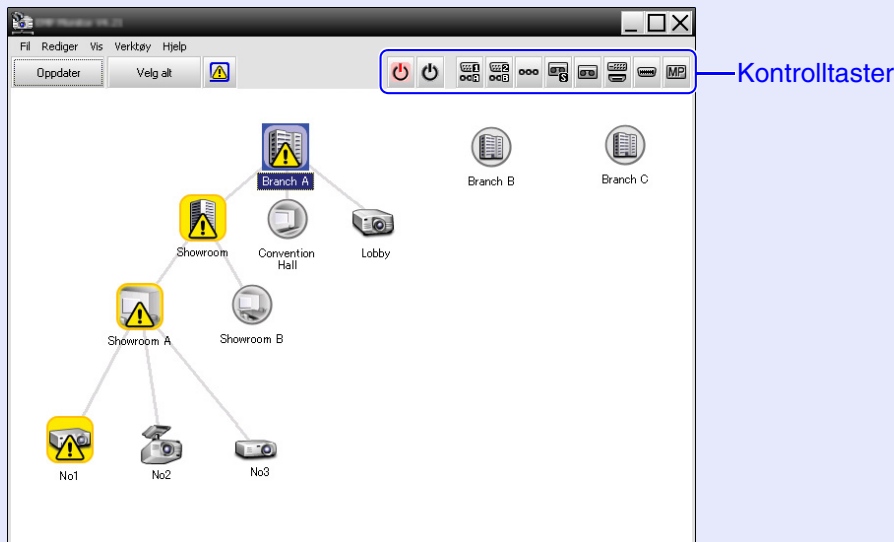 Fil Rediger Vis Verktøy Hjelp
Oppdater Velg alt MP
Kontrolltaster
Branch A Branch B Branch C
Showroom Convention Hall Lobby
Showroom A Showroom B
No1 No2 No3